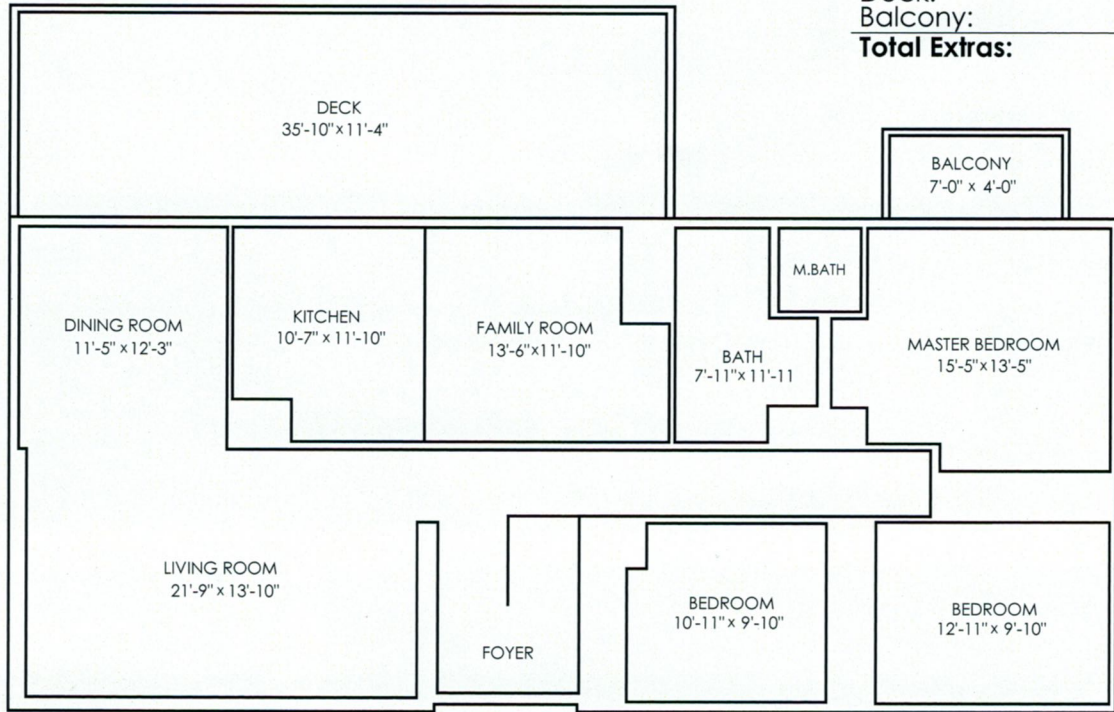 Balcony:
Total Extras:
DECK
35'-10"x11'-4"
BALCONY
7'-0" x 4'-0"
DINING ROOM
11'-5" x12'-3"
KITCHEN
10'-7" x 11'-10"
FAMILY ROOM
13'-6"x11'-10"
BATH
7'-11"x 11'-11
M.BATH
MASTER BEDROOM
15'-5"x13'-5"
LIVING ROOM
21'-9" x 13'-10"
FOYER
BEDROOM
10'-11"x 9'-10"
BEDROOM
12'-11"x 9'-10"